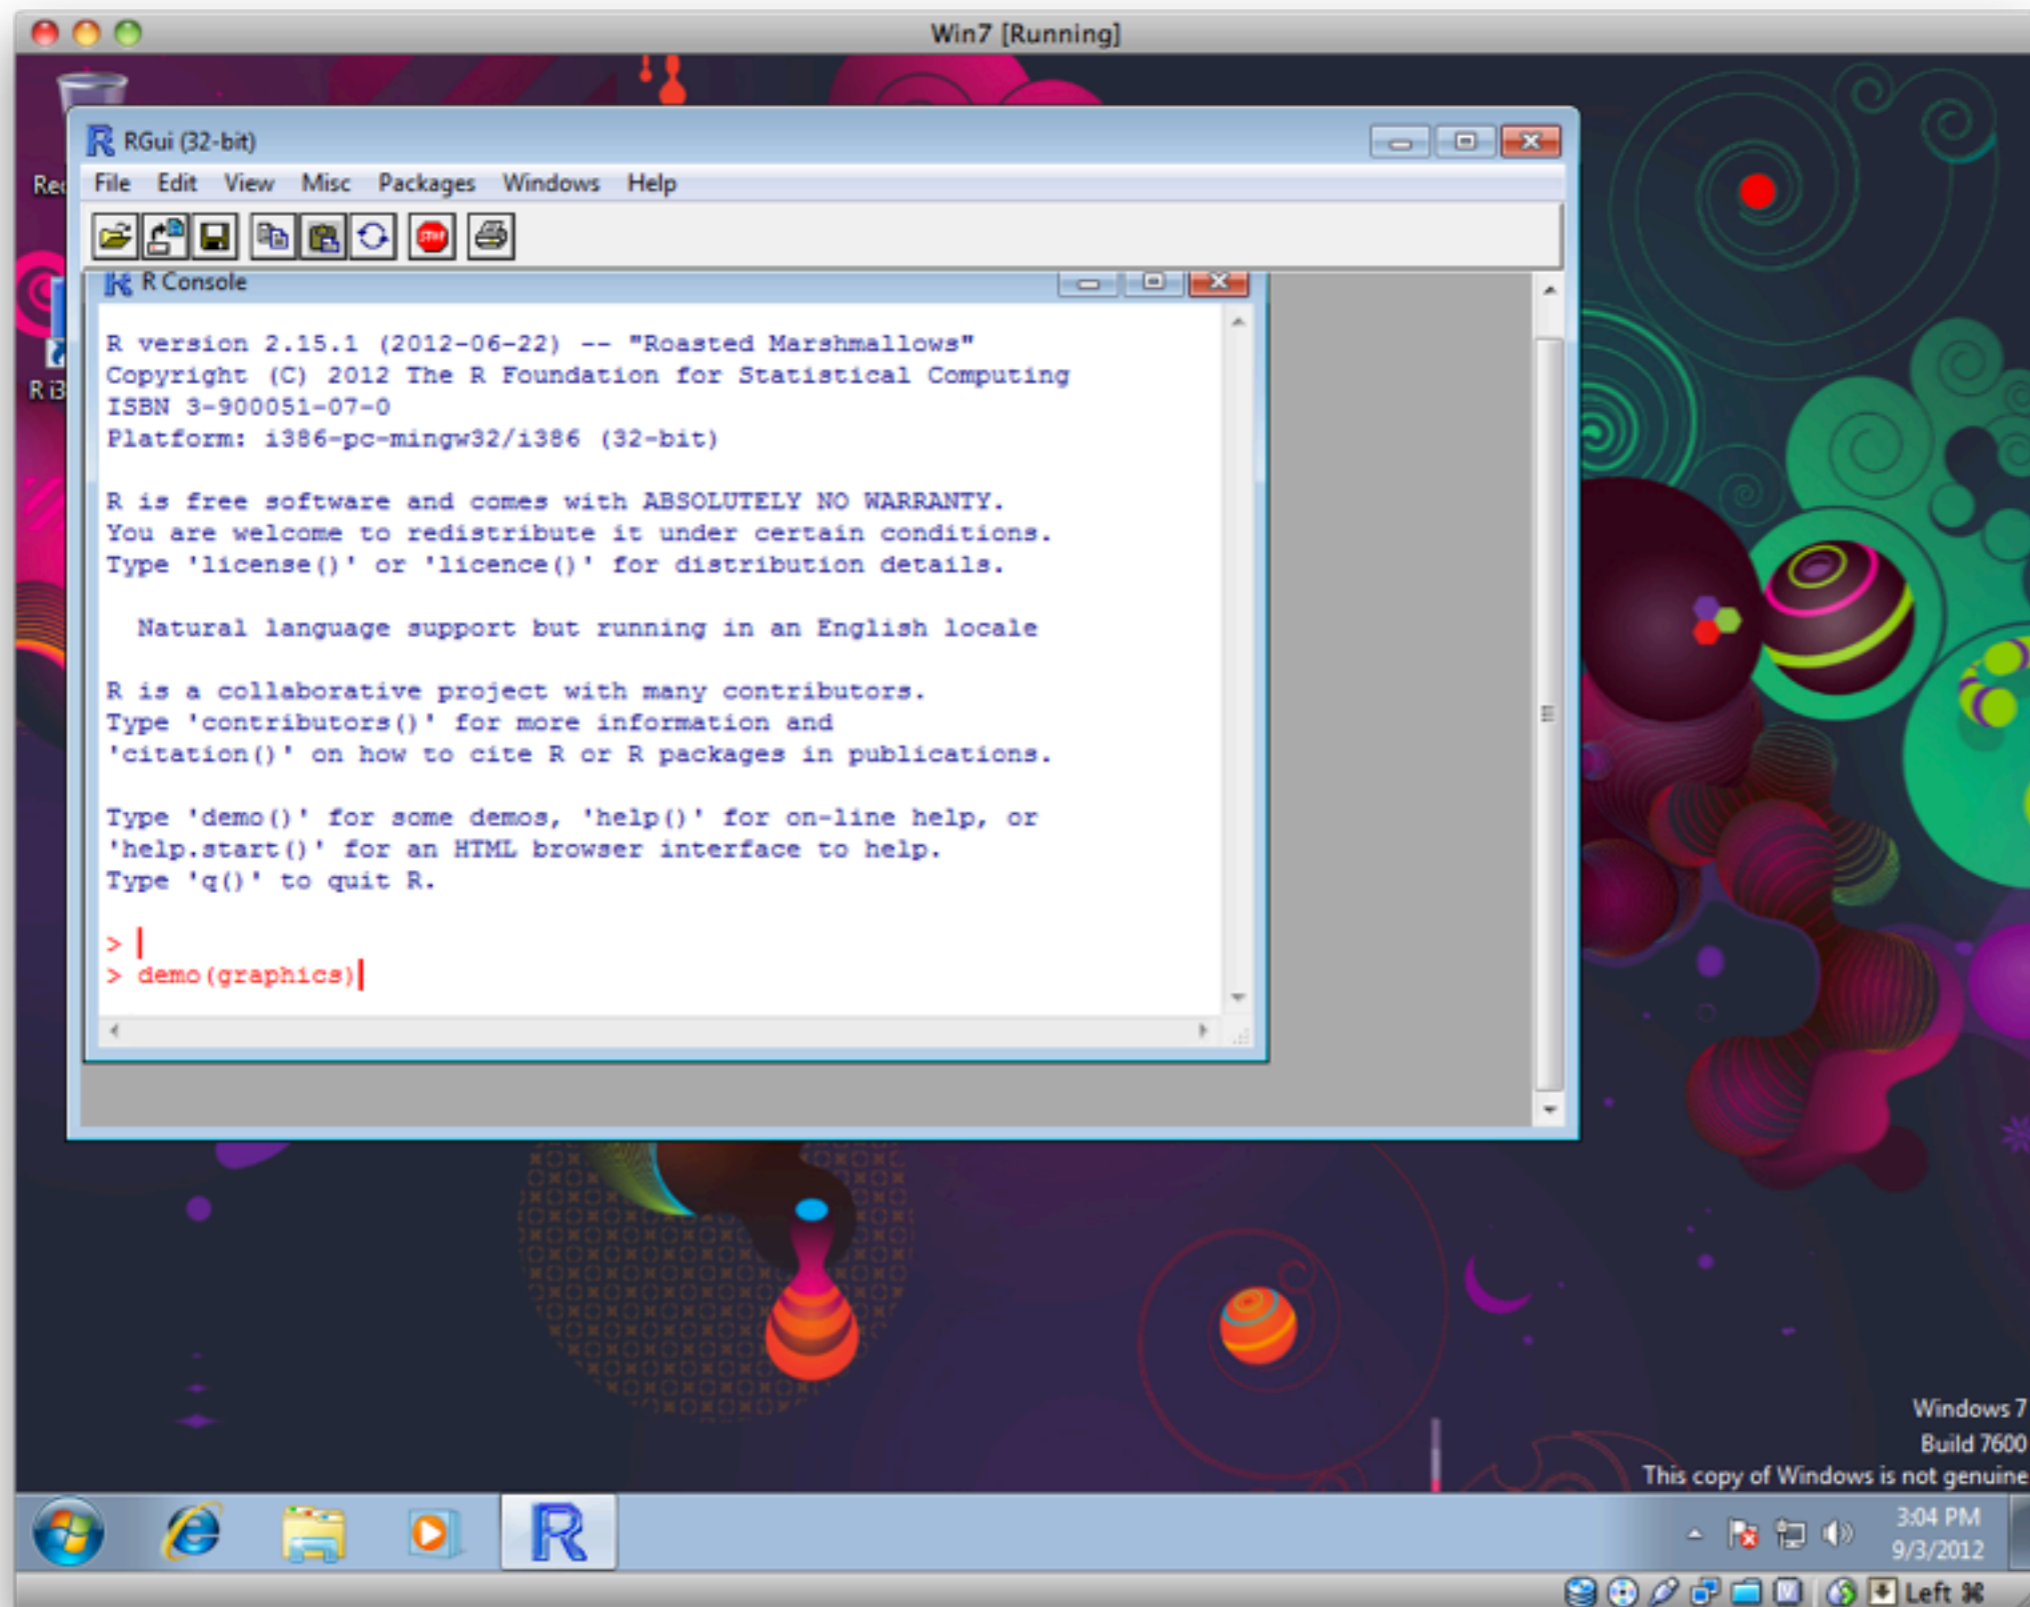 Win7 [Running]
Rec
RGui (32-bit)
File Edit View Misc Packages Windows Help
STOP
R Console
R i3
R version 2.15.1 (2012-06-22) -- "Roasted Marshmallows"
Copyright (C) 2012 The R Foundation for Statistical Computing
ISBN 3-900051-07-0
Platform: i386-pc-mingw32/i386 (32-bit)
R is free software and comes with ABSOLUTELY NO WARRANTY.
You are welcome to redistribute it under certain conditions.
Type 'license()' or 'licence()' for distribution details.
Natural language support but running in an English locale
R is a collaborative project with many contributors.
Type 'contributors()' for more information and
'citation()' on how to cite R or R packages in publications.
Type 'demo()' for some demos, 'help()' for on-line help, or
'help.start()' for an HTML browser interface to help.
Type 'q()' to quit R.
>
> demo(graphics)
Windows 7
Build 7600
This copy of Windows is not genuine
3:04 PM
9/3/2012
Left ⌘